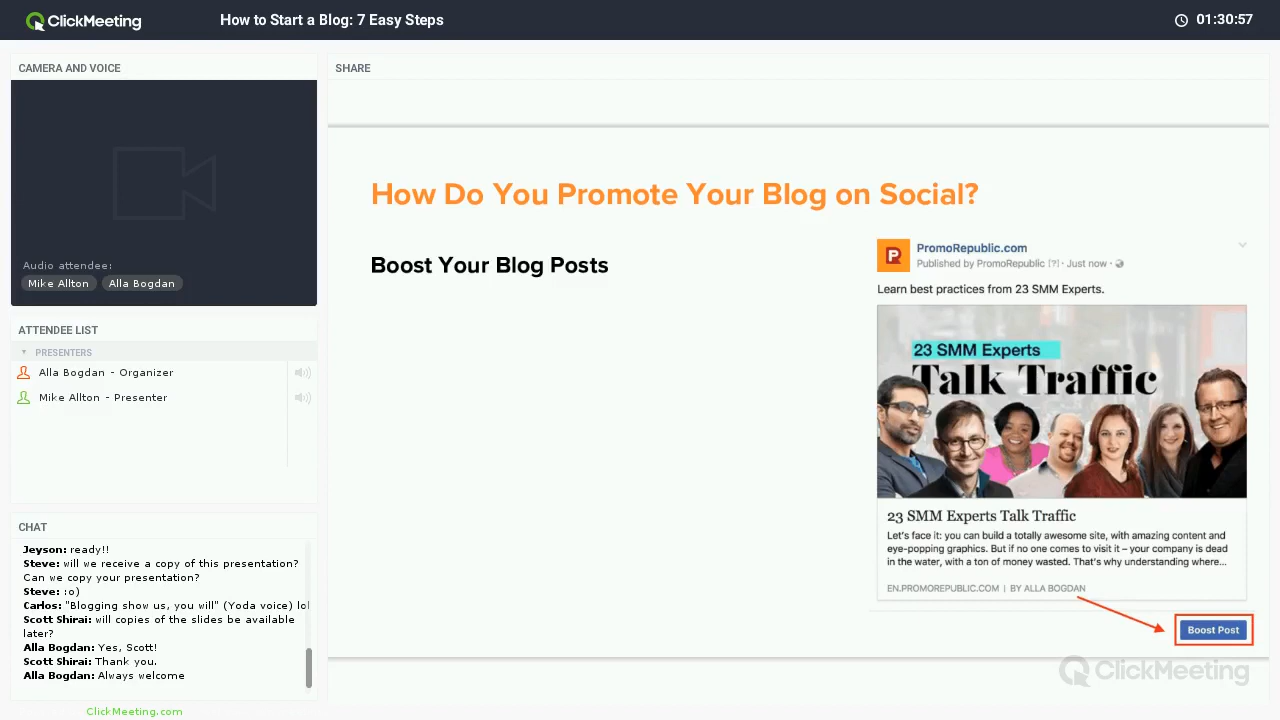 ClickMeeting
How to Start a Blog: 7 Easy Steps
01:30:57
CAMERA AND VOICE
Audio attendee:
Mike Allton Alla Bogdan
ATTENDEE LIST
PRESENTERS
Alla Bogdan - Organizer
Mike Allton - Presenter
CHAT
Jeyson: ready!!
Steve: will we receive a copy of this presentation?
Can we copy your presentation?
Steve: :o)
Carlos: "Blogging show us, you will" (Yoda voice) lol
Scott Shirai: will copies of the slides be available
later?
Alla Bogdan: Yes, Scott!
Scott Shirai: Thank you.
Alla Bogdan: Always welcome
ClickMeeting.com
SHARE
How Do You Promote Your Blog on Social?
Boost Your Blog Posts
PromoRepublic.com
Published by PromoRepublic [?] · Just now ·
Learn best practices from 23 SMM Experts.
23 SMM Experts
Talk Traffic
23 SMM Experts Talk Traffic
Let's face it: you can build a totally awesome site, with amazing content and
eye-popping graphics. But if no one comes to visit it – your company is dead
in the water, with a ton of money wasted. That's why understanding where...
EN.PROMOREPUBLIC.COM | BY ALLA BOGDAN
Boost Post
ClickMeeting